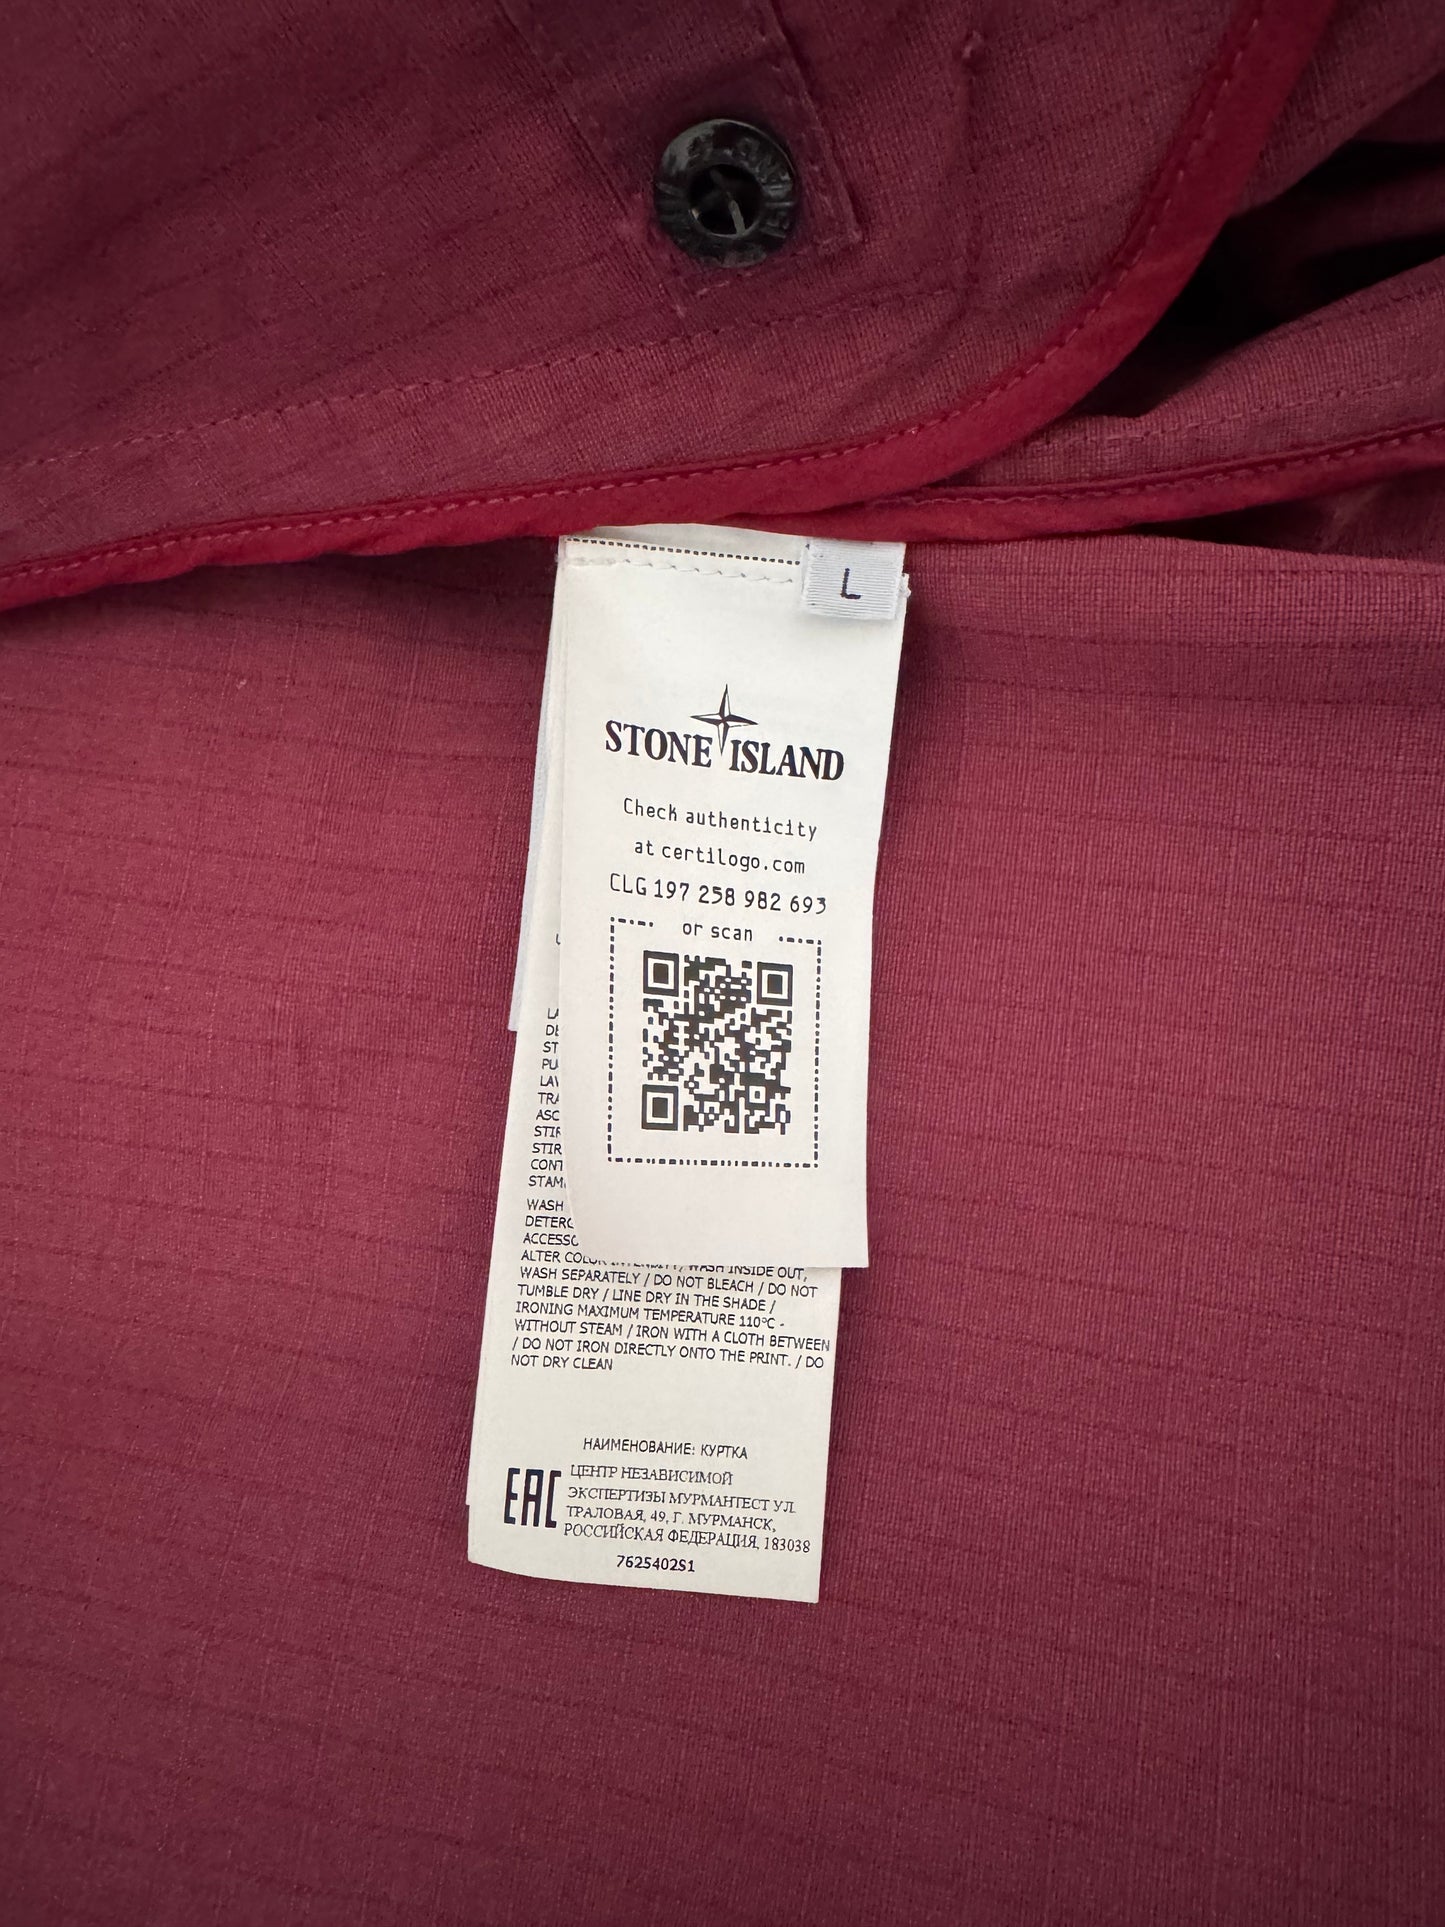 L
STONE ISLAND
Check authenticity
at certilogo.com
CLG 197 258 982 693
or scan
WASH
ALTER COLOR INTENSITY / WASH INSIDE OUT,
WASH SEPARATELY / DO NOT BLEACH / DO NOT
TUMBLE DRY / LINE DRY IN THE SHADE /
IRONING MAXIMUM TEMPERATURE 110°C -
WITHOUT STEAM / IRON WITH A CLOTH BETWEEN
/ DO NOT IRON DIRECTLY ONTO THE PRINT. / DO
NOT DRY CLEAN
НАИМЕНОВАНИЕ: КУРТКА
EAC
ЦЕНТР НЕЗАВИСИМОЙ
ЭКСПЕРТИЗЫ МУРМАНТЕСТ УЛ.
ТРАЛОВАЯ, 49, Г. МУРМАНСК,
РОССИЙСКАЯ ФЕДЕРАЦИЯ, 183038
7625402S1